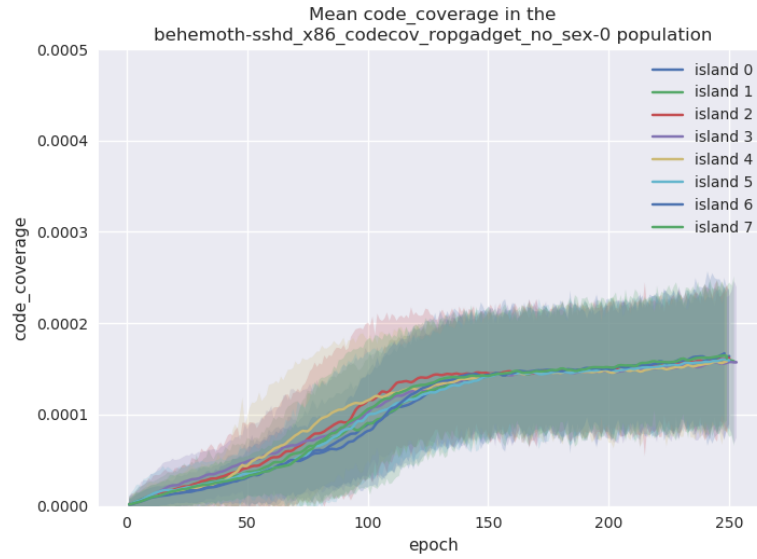 Mean code_coverage in the
behemoth-sshd_x86_codecov_ropgadget_no_sex-0 population
0.0005
0.0004
0.0003
0.0002
0.0001
0.0000
code_coverage
island 0
island 1
island 2
island 3
island 4
island 5
island 6
island 7
0 50 100 150 200 250
epoch